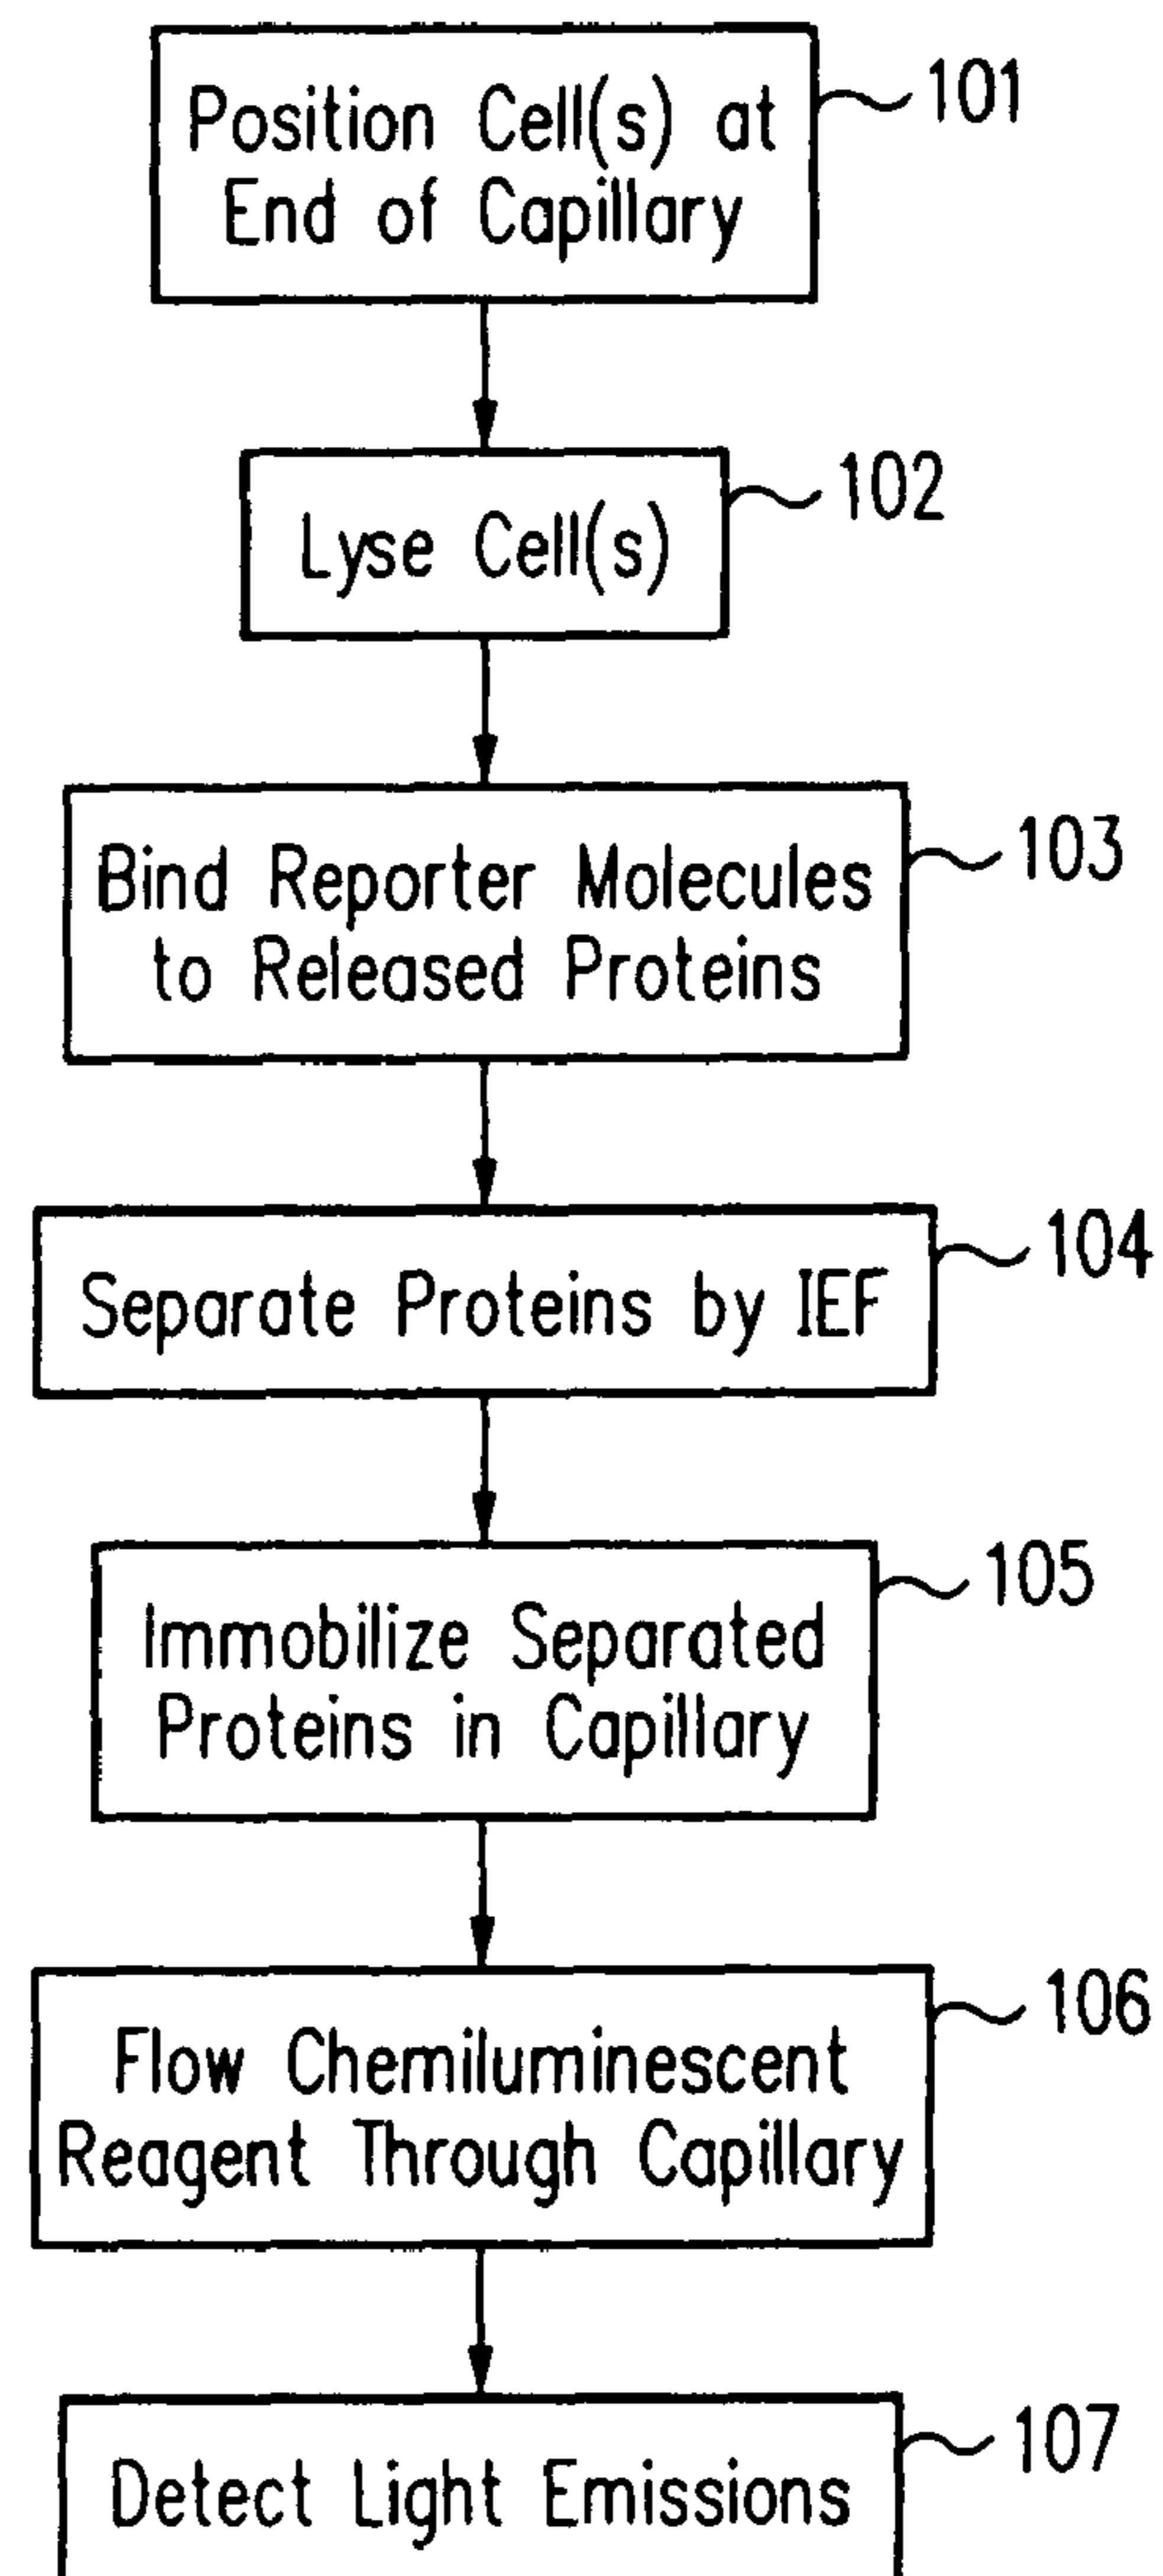 Position Cell(s) at
End of Capillary
101
Lyse Cell(s)
102
Bind Reporter Molecules
to Released Proteins
103
Separate Proteins by IEF
104
Immobilize Separated
Proteins in Capillary
105
Flow Chemiluminescent
Reagent Through Capillary
106
Detect Light Emissions
107